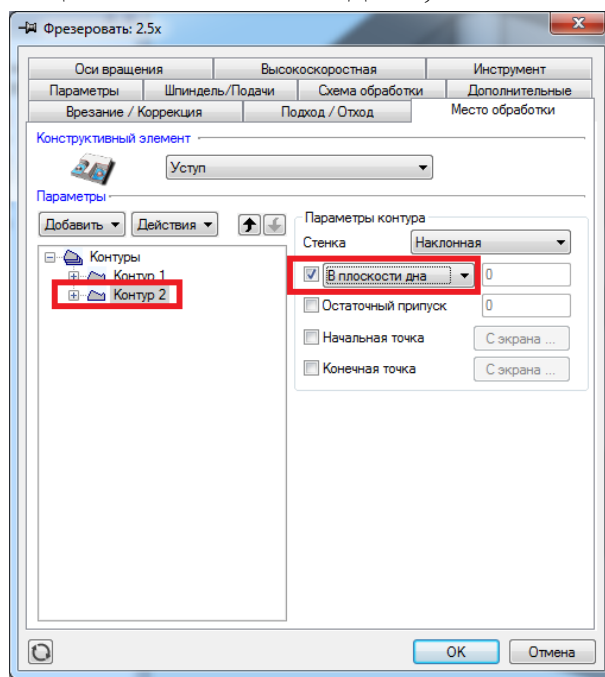 Фрезеровать: 2.5x
Оси вращения Высокоскоростная Инструмент
Параметры Шпиндель/Подачи Схема обработки Дополнительные
Врезание / Коррекция Подход / Отход Место обработки
Конструктивный элемент
Уступ
Параметры
Добавить Действия
Параметры контура
Стенка Наклонная
Контуры
Контур 1
В плоскости дна 0
Контур 2
Остаточный припуск 0
Начальная точка С экрана ...
Конечная точка С экрана ...
OK Отмена